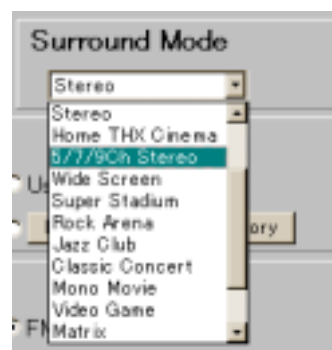 Surround Mode
Stereo
Stereo
Home THX Cinema
5/7/9Ch Stereo
Wide Screen
Super Stadium
Rock Arena
Jazz Club
Classic Concert
Mono Movie
Video Game
Matrix